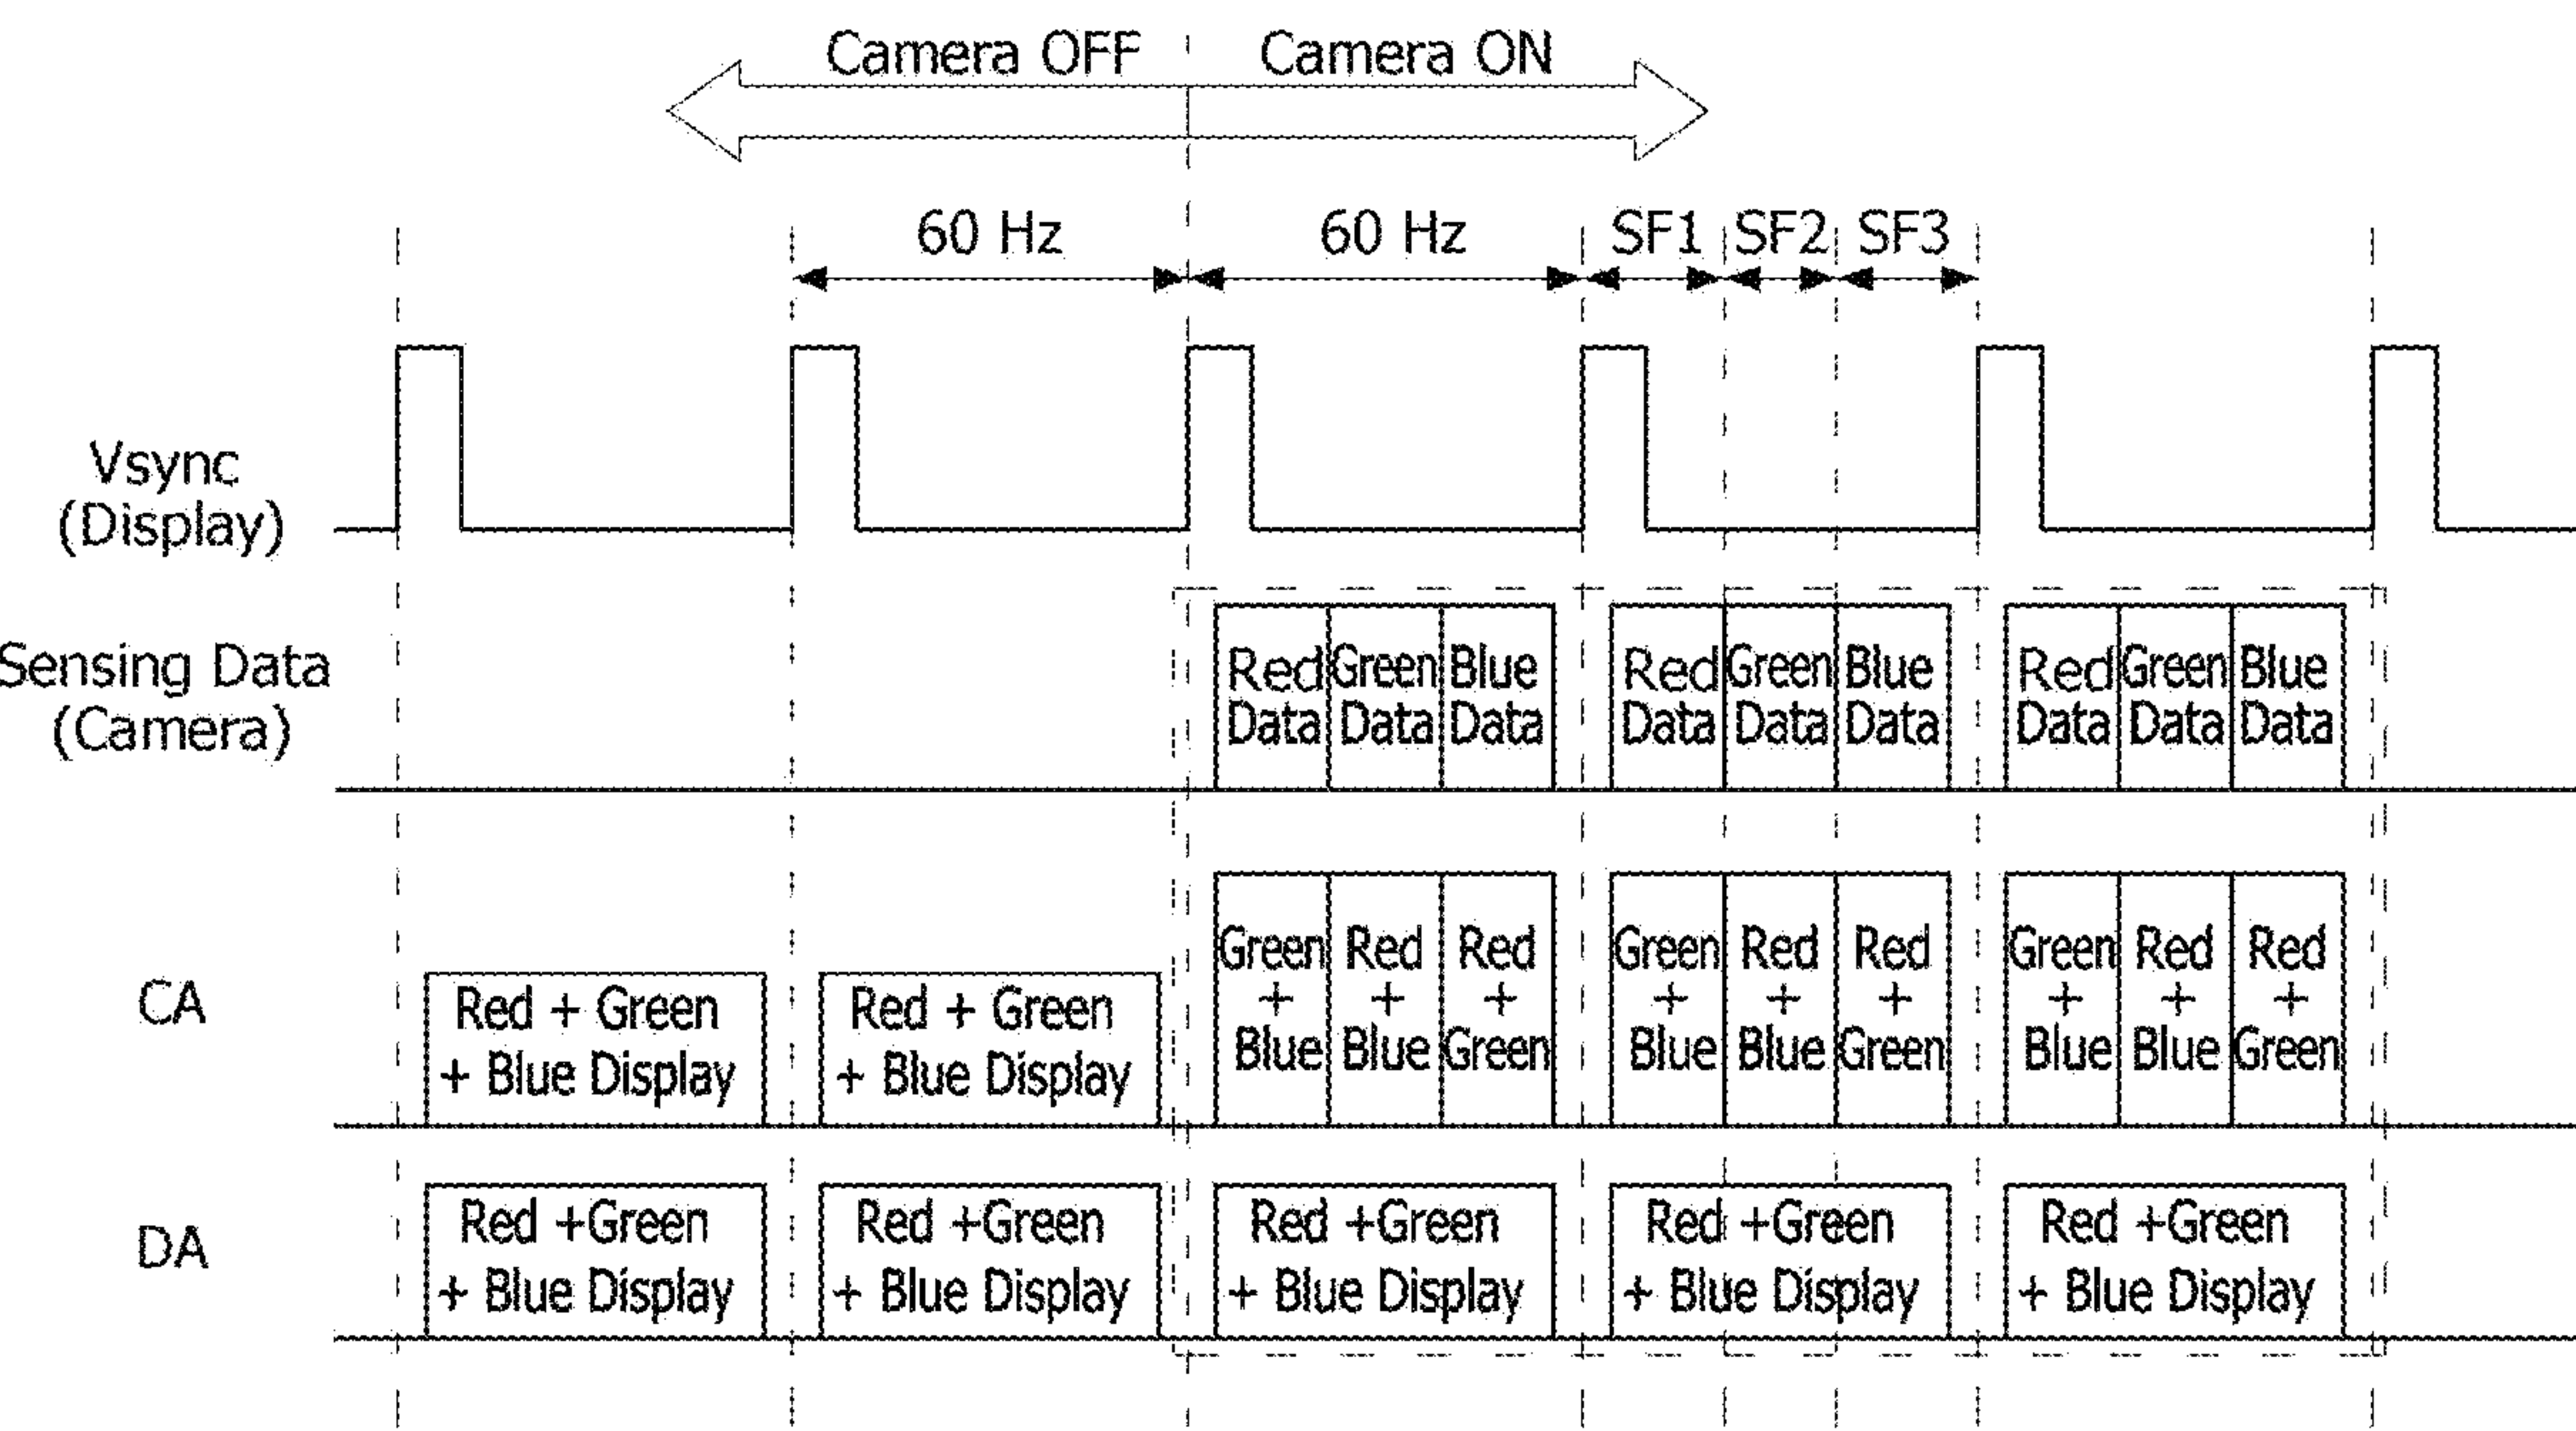 Camera OFF Camera ON
60 Hz 60 Hz SF1 SF2 SF3
Vsync
(Display)
Sensing Data
(Camera)
Red Green Blue Red Green Blue Red Green Blue
Data Data Data Data Data Data Data Data Data
CA
Red + Green
+ Blue Display
Red + Green
+ Blue Display
Green
+
Blue
Red
+
Blue
Red
+
Green
Green
+
Blue
Red
+
Blue
Red
+
Green
Green
+
Blue
Red
+
Blue
Red
+
Green
DA
Red +Green
+ Blue Display
Red +Green
+ Blue Display
Red +Green
+ Blue Display
Red +Green
+ Blue Display
Red +Green
+ Blue Display